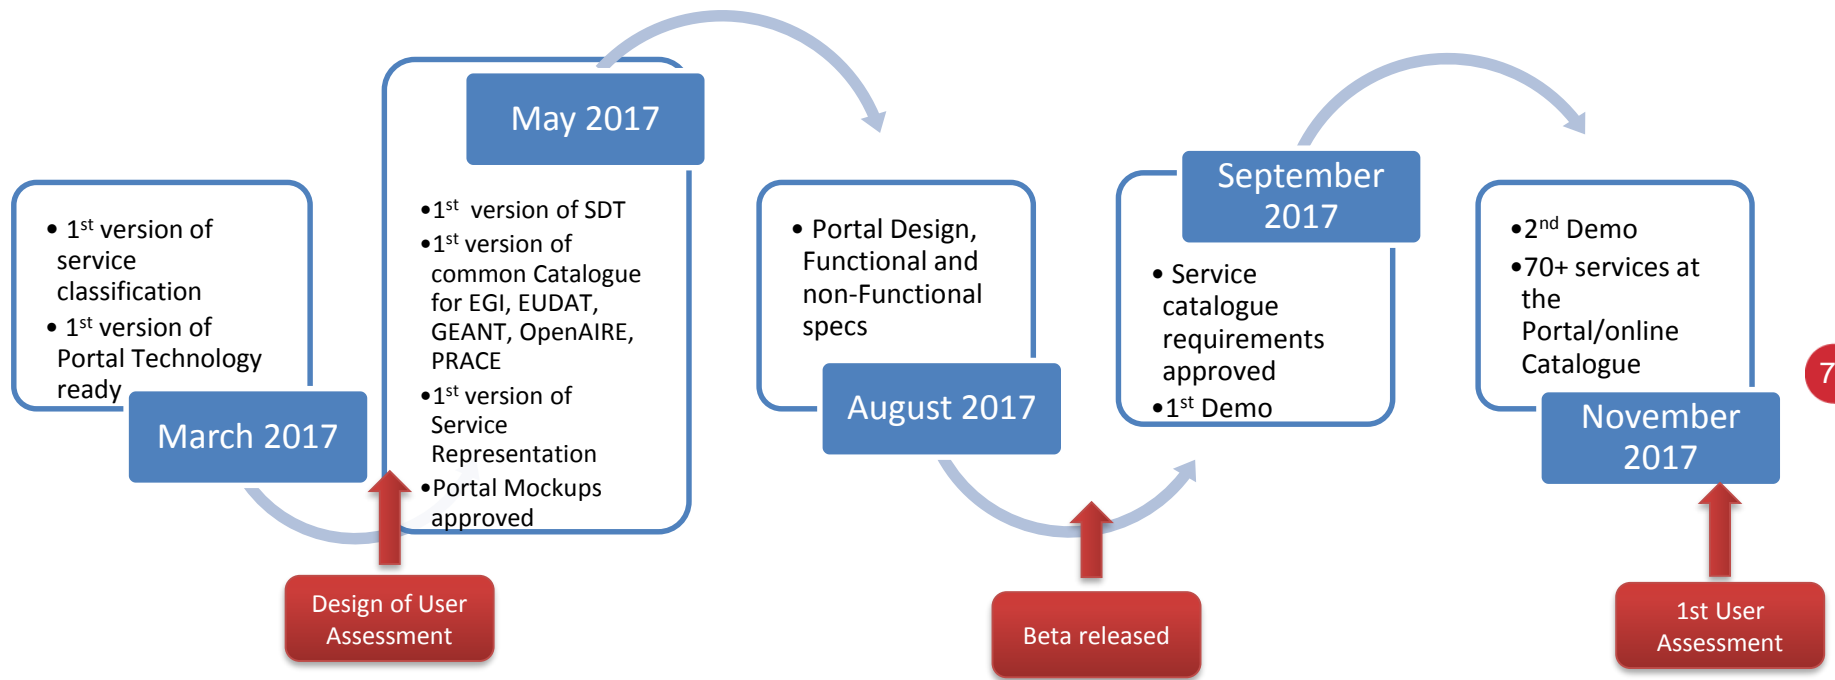 • 1st version of
service
classification
• 1st version of
Portal Technology
ready
March 2017
May 2017
•1st version of SDT
•1st version of
common Catalogue
for EGI, EUDAT,
GEANT, OpenAIRE,
PRACE
•1st version of
Service
Representation
•Portal Mockups
approved
• Portal Design,
Functional and
non-Functional
specs
August 2017
September
2017
• Service
catalogue
requirements
approved
•1st Demo
•2nd Demo
•70+ services at
the
Portal/online
Catalogue
November
2017
7
Design of User
Assessment
Beta released
1st User
Assessment